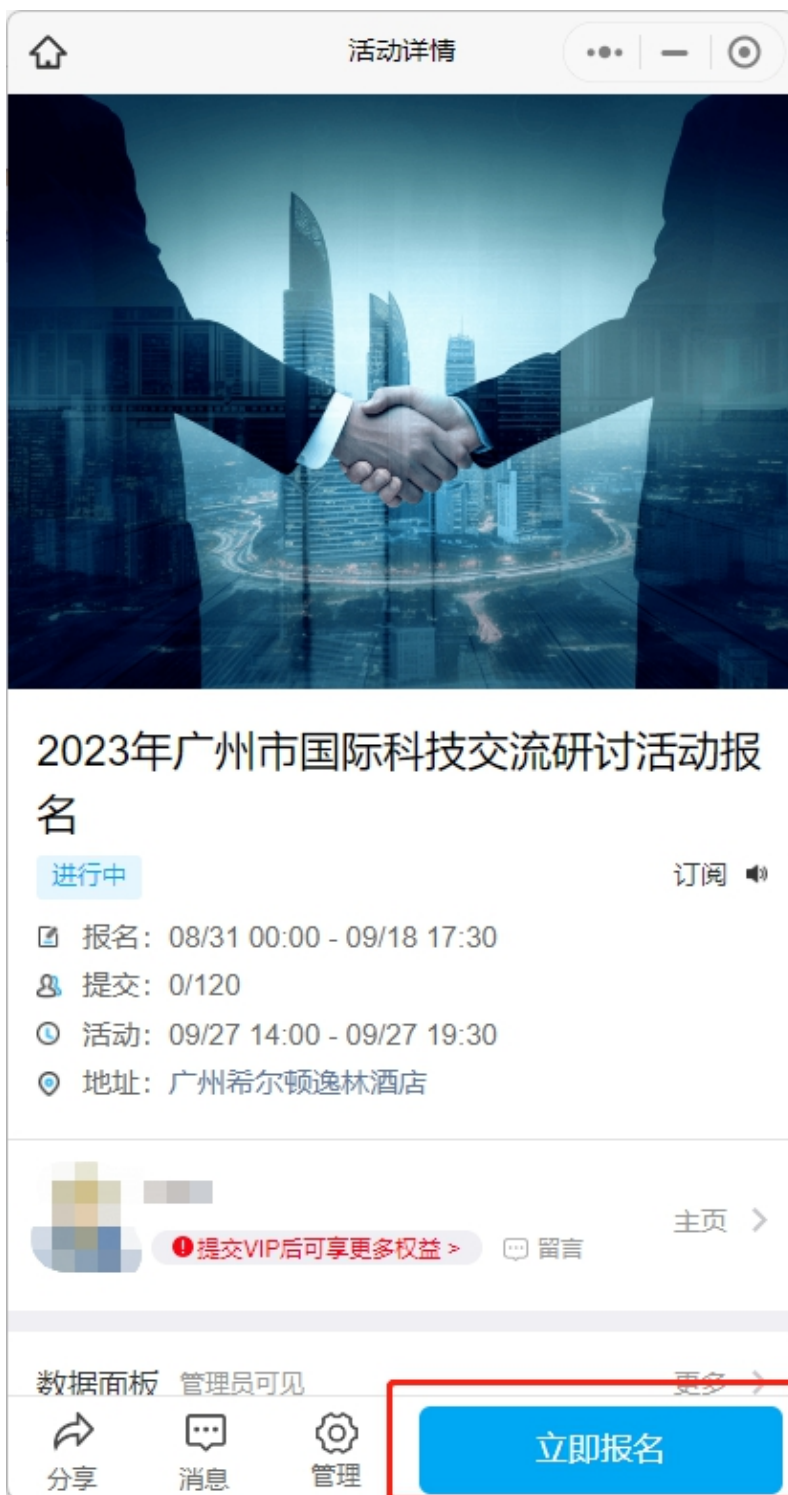 活动详情
2023年广州市国际科技交流研讨活动报
名
进行中
订阅
报名：08/31 00:00 - 09/18 17:30
提交：0/120
活动：09/27 14:00 - 09/27 19:30
地址：广州希尔顿逸林酒店
主页
提交VIP后可享更多权益 >
留言
数据面板 管理员可见
更多
分享
消息
管理
立即报名